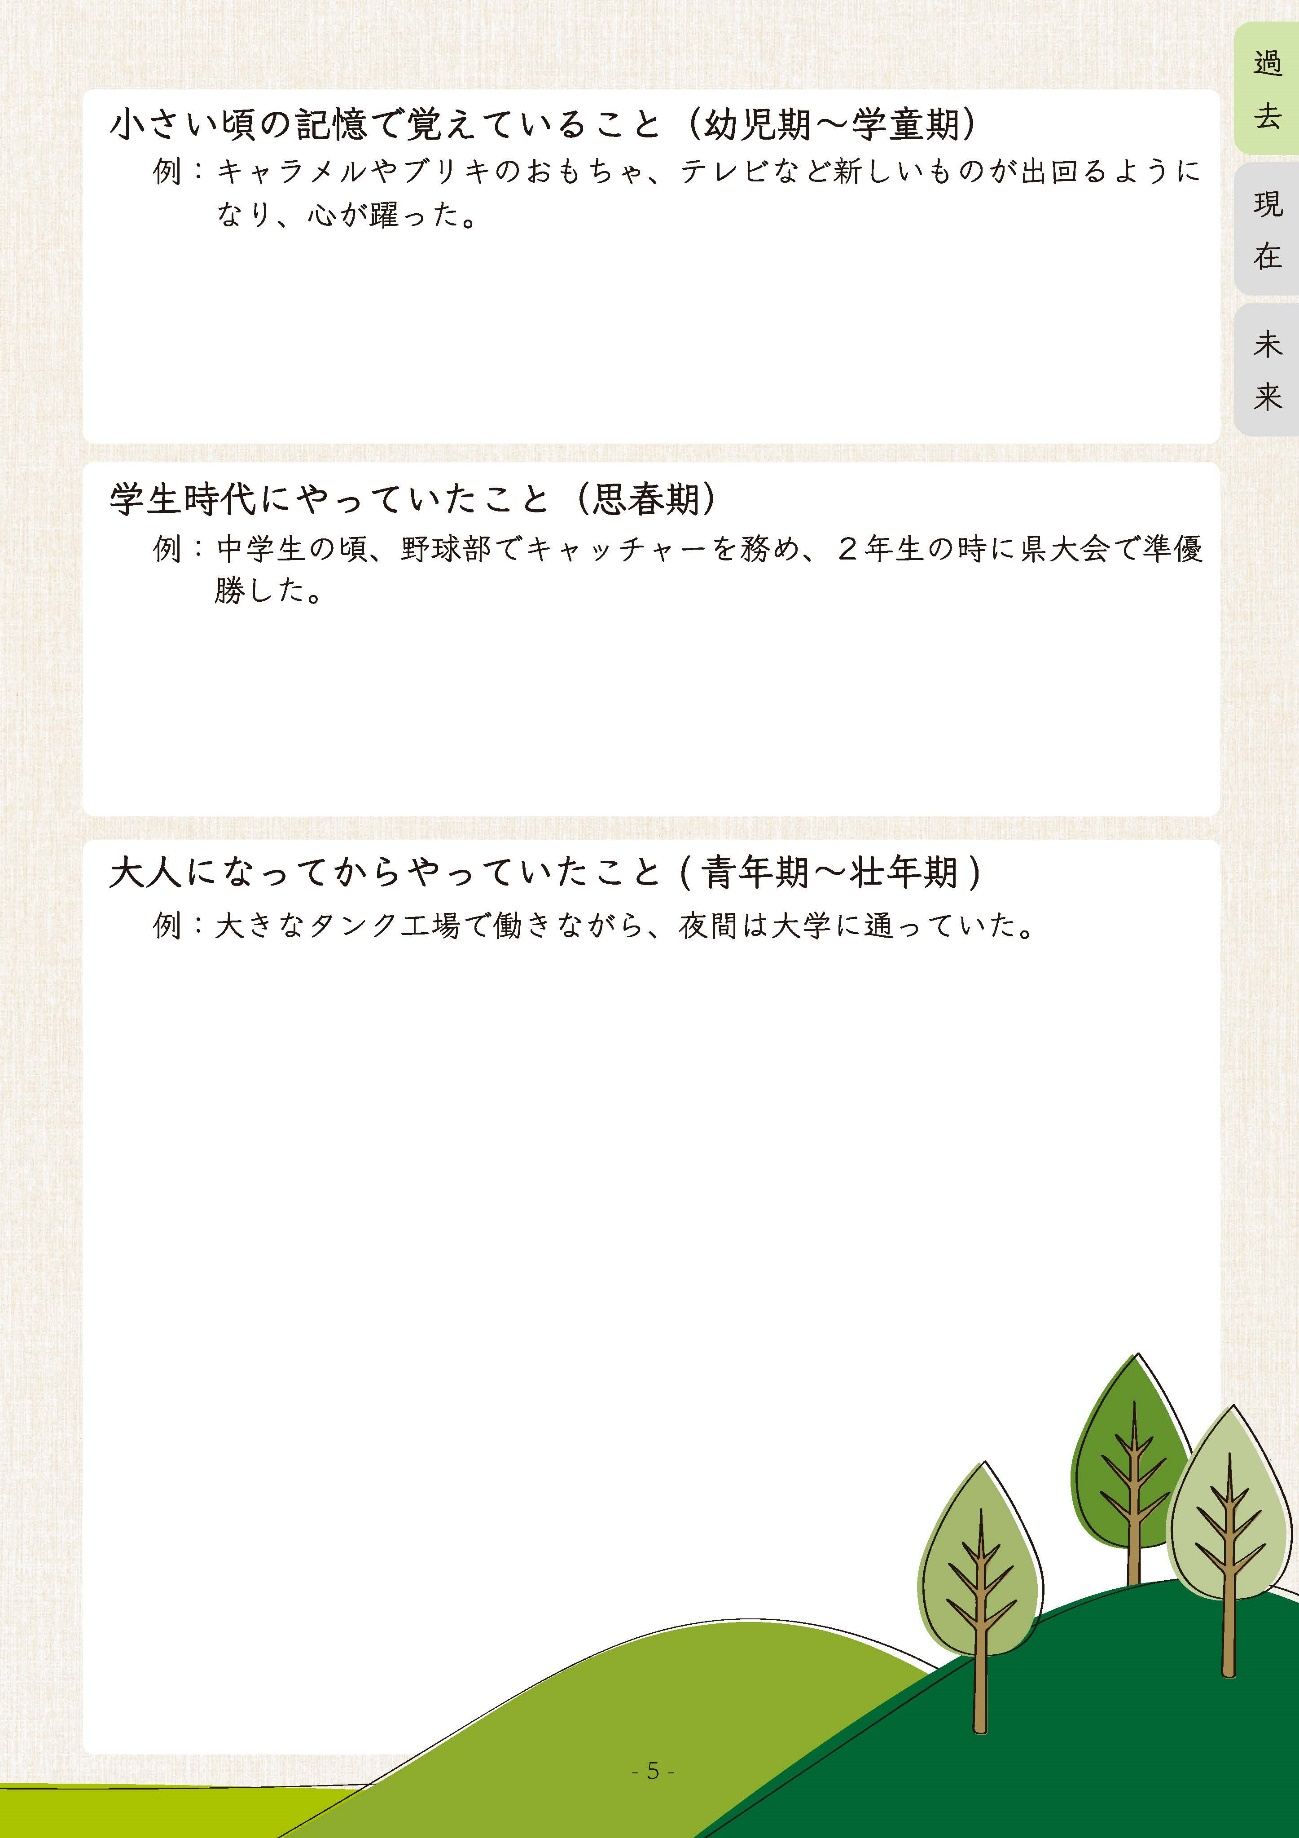 過去
現在
未来
小さい頃の記憶で覚えていること（幼児期～学童期）
例：キャラメルやブリキのおもちゃ、テレビなど新しいものが出回るように
なり、心が躍った。
学生時代にやっていたこと（思春期）
例：中学生の頃、野球部でキャッチャーを務め、２年生の時に県大会で準優
勝した。
大人になってからやっていたこと ( 青年期～壮年期 )
例：大きなタンク工場で働きながら、夜間は大学に通っていた。
- 5 -